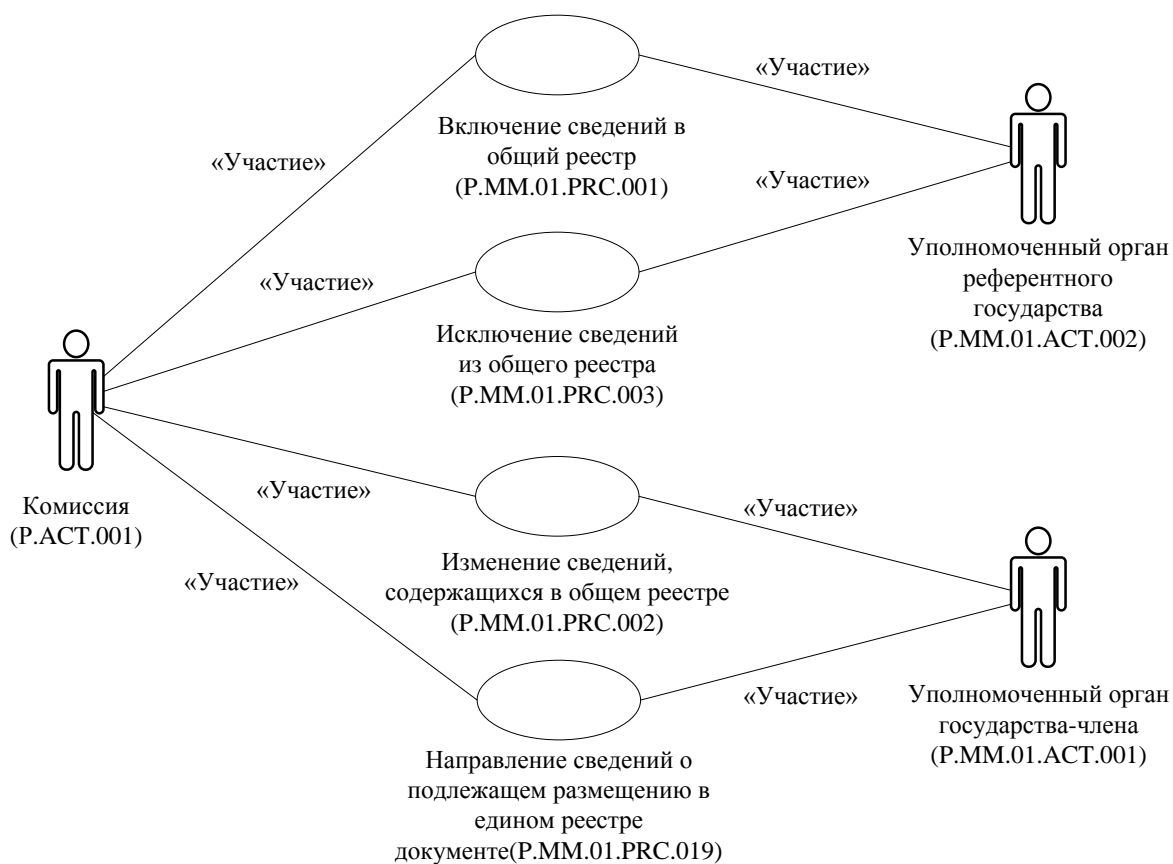 «Участие»
Включение сведений в
общий реестр
(P.MM.01.PRC.001)
«Участие»
«Участие»
«Участие»
Уполномоченный орган
референтного
государства
(P.MM.01.ACT.002)
Исключение сведений
из общего реестра
(P.MM.01.PRC.003)
Комиссия
(P.ACT.001)
«Участие»
«Участие»
Изменение сведений,
содержащихся в общем реестре
(P.MM.01.PRC.002)
«Участие»
«Участие»
Уполномоченный орган
государства-члена
(P.MM.01.ACT.001)
Направление сведений о
подлежащем размещению в
едином реестре
документе(P.MM.01.PRC.019)